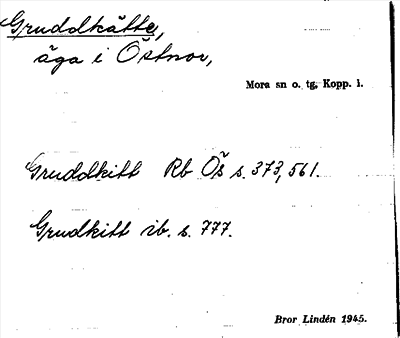 Gruddkätte,
äga i Östnor,
Mora sn o. tg, Kopp. l.
Gruddkitt Rb Ös s. 373, 561.
Grudkitt ib. s. 777.
Bror Lindén 1945.